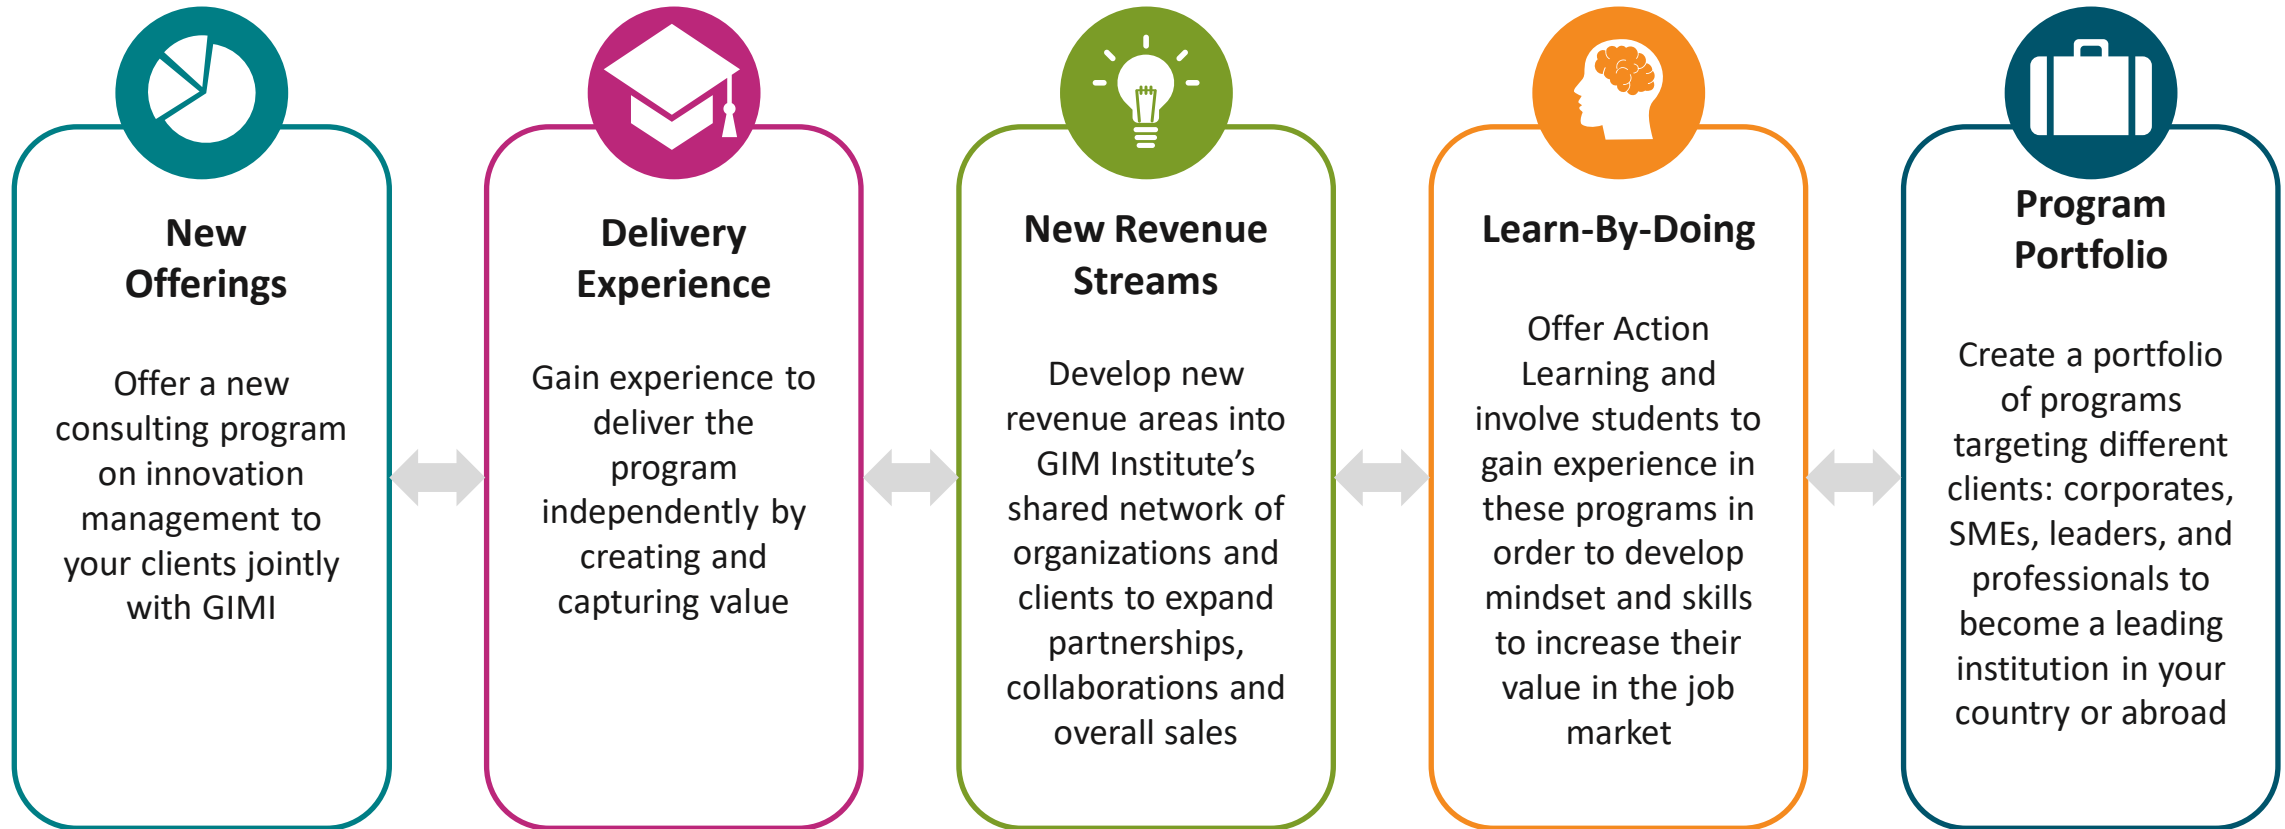 New
Offerings
Offer a new
consulting program
on innovation
management to
your clients jointly
with GIMI
Delivery
Experience
Gain experience to
deliver the
program
independently by
creating and
capturing value
New Revenue
Streams
Develop new
revenue areas into
GIM Institute’s
shared network of
organizations and
clients to expand
partnerships,
collaborations and
overall sales
Learn-By-Doing
Offer Action
Learning and
involve students to
gain experience in
these programs in
order to develop
mindset and skills
to increase their
value in the job
market
Program
Portfolio
Create a portfolio
of programs
targeting different
clients: corporates,
SMEs, leaders, and
professionals to
become a leading
institution in your
country or abroad